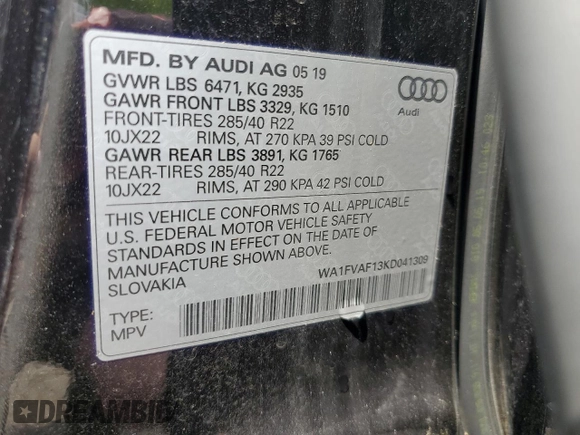 MFD. BY AUDI AG 05 19
GVWR LBS 6471, KG 2935
GAWR FRONT LBS 3329, KG 1510
FRONT-TIRES 285/40 R22
10JX22 RIMS, AT 270 KPA 39 PSI COLD
GAWR REAR LBS 3891, KG 1765
REAR-TIRES 285/40 R22
10JX22 RIMS, AT 290 KPA 42 PSI COLD
Audi
THIS VEHICLE CONFORMS TO ALL APPLICABLE
U.S. FEDERAL MOTOR VEHICLE SAFETY
STANDARDS IN EFFECT ON THE DATE OF
MANUFACTURE SHOWN ABOVE.
SLOVAKIA
WA1FVAF13KD041309
TYPE:
MPV
DREAMBID